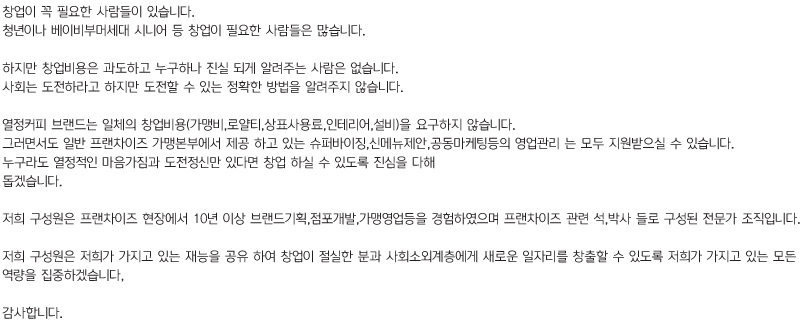 창업이 꼭 필요한 사람들이 있습니다.
청년이나 베이비부머세대 시니어 등 창업이 필요한 사람들은 많습니다.
하지만 창업비용은 과도하고 누구하나 진실 되게 알려주는 사람은 없습니다.
사회는 도전하라고 하지만 도전할 수 있는 정확한 방법을 알려주지 않습니다.
열정커피 브랜드는 일체의 창업비용(가맹비,로얄티,상표사용료,인테리어,설비)을 요구하지 않습니다.
그러면서도 일반 프랜차이즈 가맹본부에서 제공 하고 있는 슈퍼바이징,신메뉴제안,공동마케팅등의 영업관리 는 모두 지원받으실 수 있습니다.
누구라도 열정적인 마음가짐과 도전정신만 있다면 창업 하실 수 있도록 진심을 다해
돕겠습니다.
저희 구성원은 프랜차이즈 현장에서 10년 이상 브랜드기획,점포개발,가맹영업등을 경험하였으며 프랜차이즈 관련 석,박사 들로 구성된 전문가 조직입니다.
저희 구성원은 저희가 가지고 있는 재능을 공유 하여 창업이 절실한 분과 사회소외계층에게 새로운 일자리를 창출할 수 있도록 저희가 가지고 있는 모든
역량을 집중하겠습니다,
감사합니다.